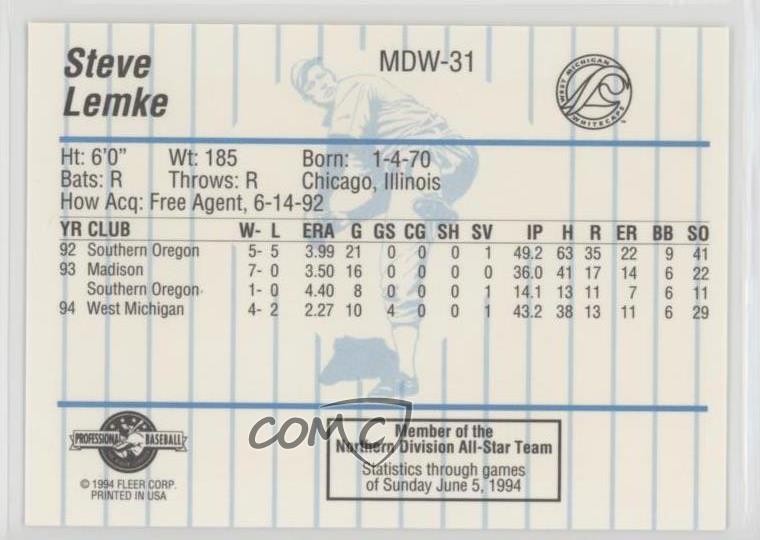 Steve
Lemke
MDW-31
WEST MICHIGAN
WHITECAPS
Ht: 6'0" Wt: 185 Born: 1-4-70
Bats: R Throws: R Chicago, Illinois
How Acq: Free Agent, 6-14-92
YR CLUB W- L ERA G GS CG SH SV IP H R ER BB SO
92 Southern Oregon 5- 5 3.99 21 0 0 0 1 49.2 63 35 22 9 41
93 Madison 7- 0 3.50 16 0 0 0 0 36.0 41 17 14 6 22
Southern Oregon 1- 0 4.40 8 0 0 0 1 14.1 13 11 7 6 11
94 West Michigan 4- 2 2.27 10 4 0 0 1 43.2 38 13 11 6 29
PROFESSIONAL BASEBALL
© 1994 FLEER CORP.
PRINTED IN USA
COMC
Member of the
Northern Division All-Star Team
Statistics through games
of Sunday June 5, 1994